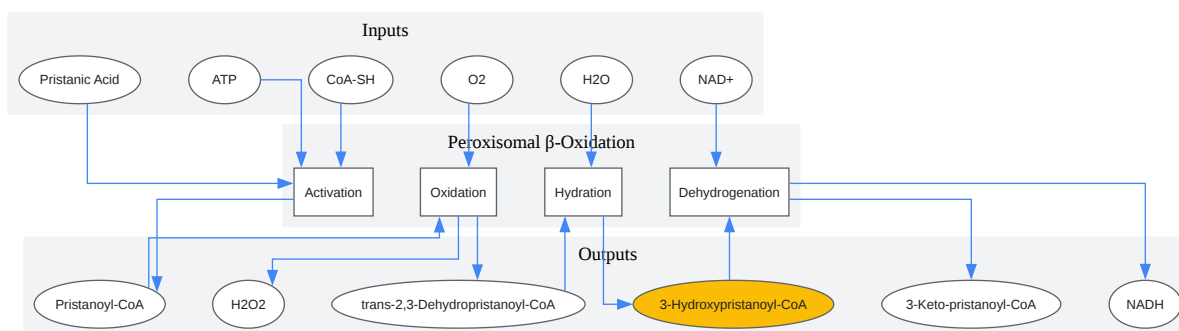 Inputs
Pristanic Acid
ATP
CoA-SH
O2
H2O
NAD+
Peroxisomal β-Oxidation
Activation
Oxidation
Hydration
Dehydrogenation
Outputs
Pristanoyl-CoA
H2O2
trans-2,3-Dehydropristanoyl-CoA
3-Hydroxypristanoyl-CoA
3-Keto-pristanoyl-CoA
NADH